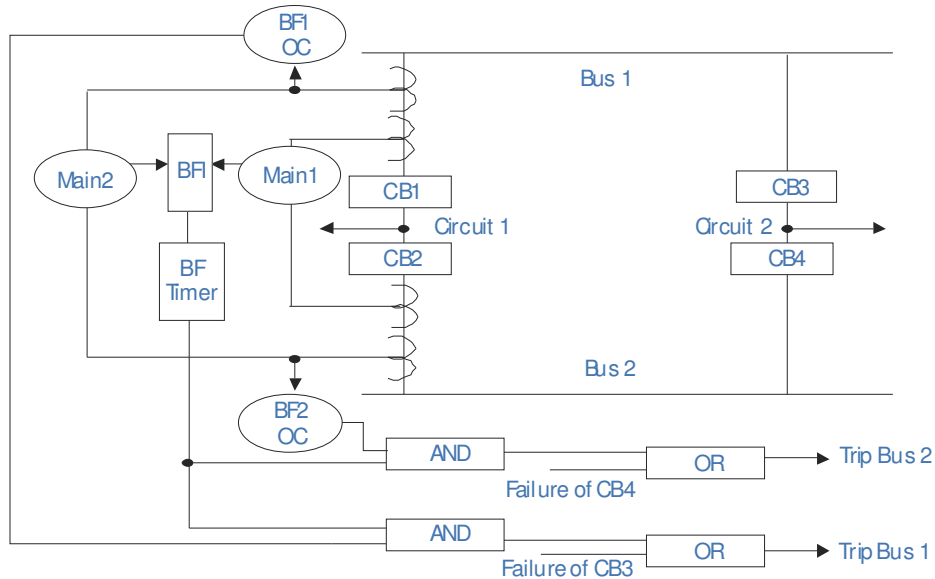 BF1
OC
Bus 1
Main2
BFI
Main1
CB1
CB3
Circuit 1
Circuit 2
CB2
CB4
BF
Timer
Bus 2
BF2
OC
AND
OR
Trip Bus 2
Failure of CB4
AND
OR
Trip Bus 1
Failure of CB3